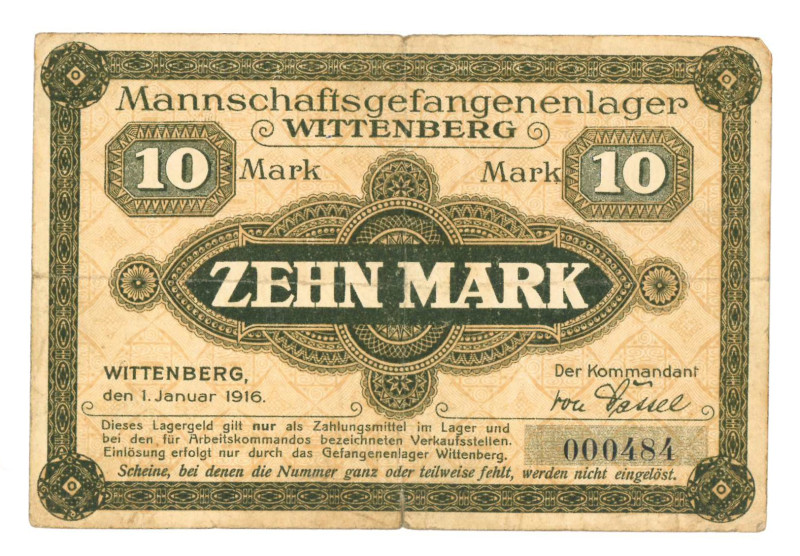 Mannschaftsgefangenenlager
WITTENBERG
10 Mark Mark 10
ZEHN MARK
WITTENBERG,
den 1. Januar 1916.
Der Kommandant
von Dassel
Dieses Lagergeld gilt nur als Zahlungsmittel im Lager und
bei den für Arbeitskommandos bezeichneten Verkaufsstellen.
Einlösung erfolgt nur durch das Gefangenenlager Wittenberg.
000484
Scheine, bei denen die Nummer ganz oder teilweise fehlt, werden nicht eingelöst.